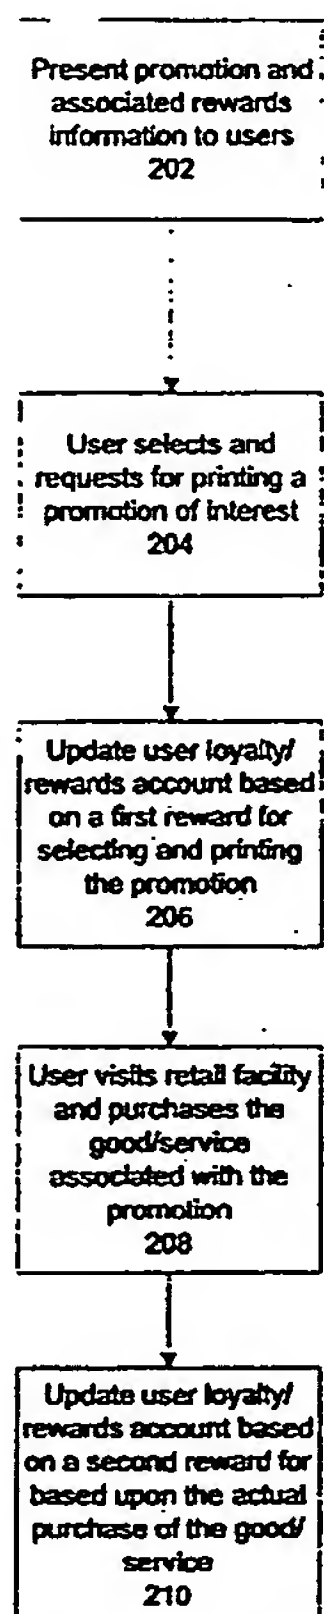 Present promotion and
associated rewards
information to users
202
User selects and
requests for printing a
promotion of interest
204
Update user loyalty/
rewards account based
on a first reward for
selecting and printing
the promotion
206
User visits retail facility
and purchases the
good/service
associated with the
promotion
208
Update user loyalty/
rewards account based
on a second reward for
based upon the actual
purchase of the good/
service
210